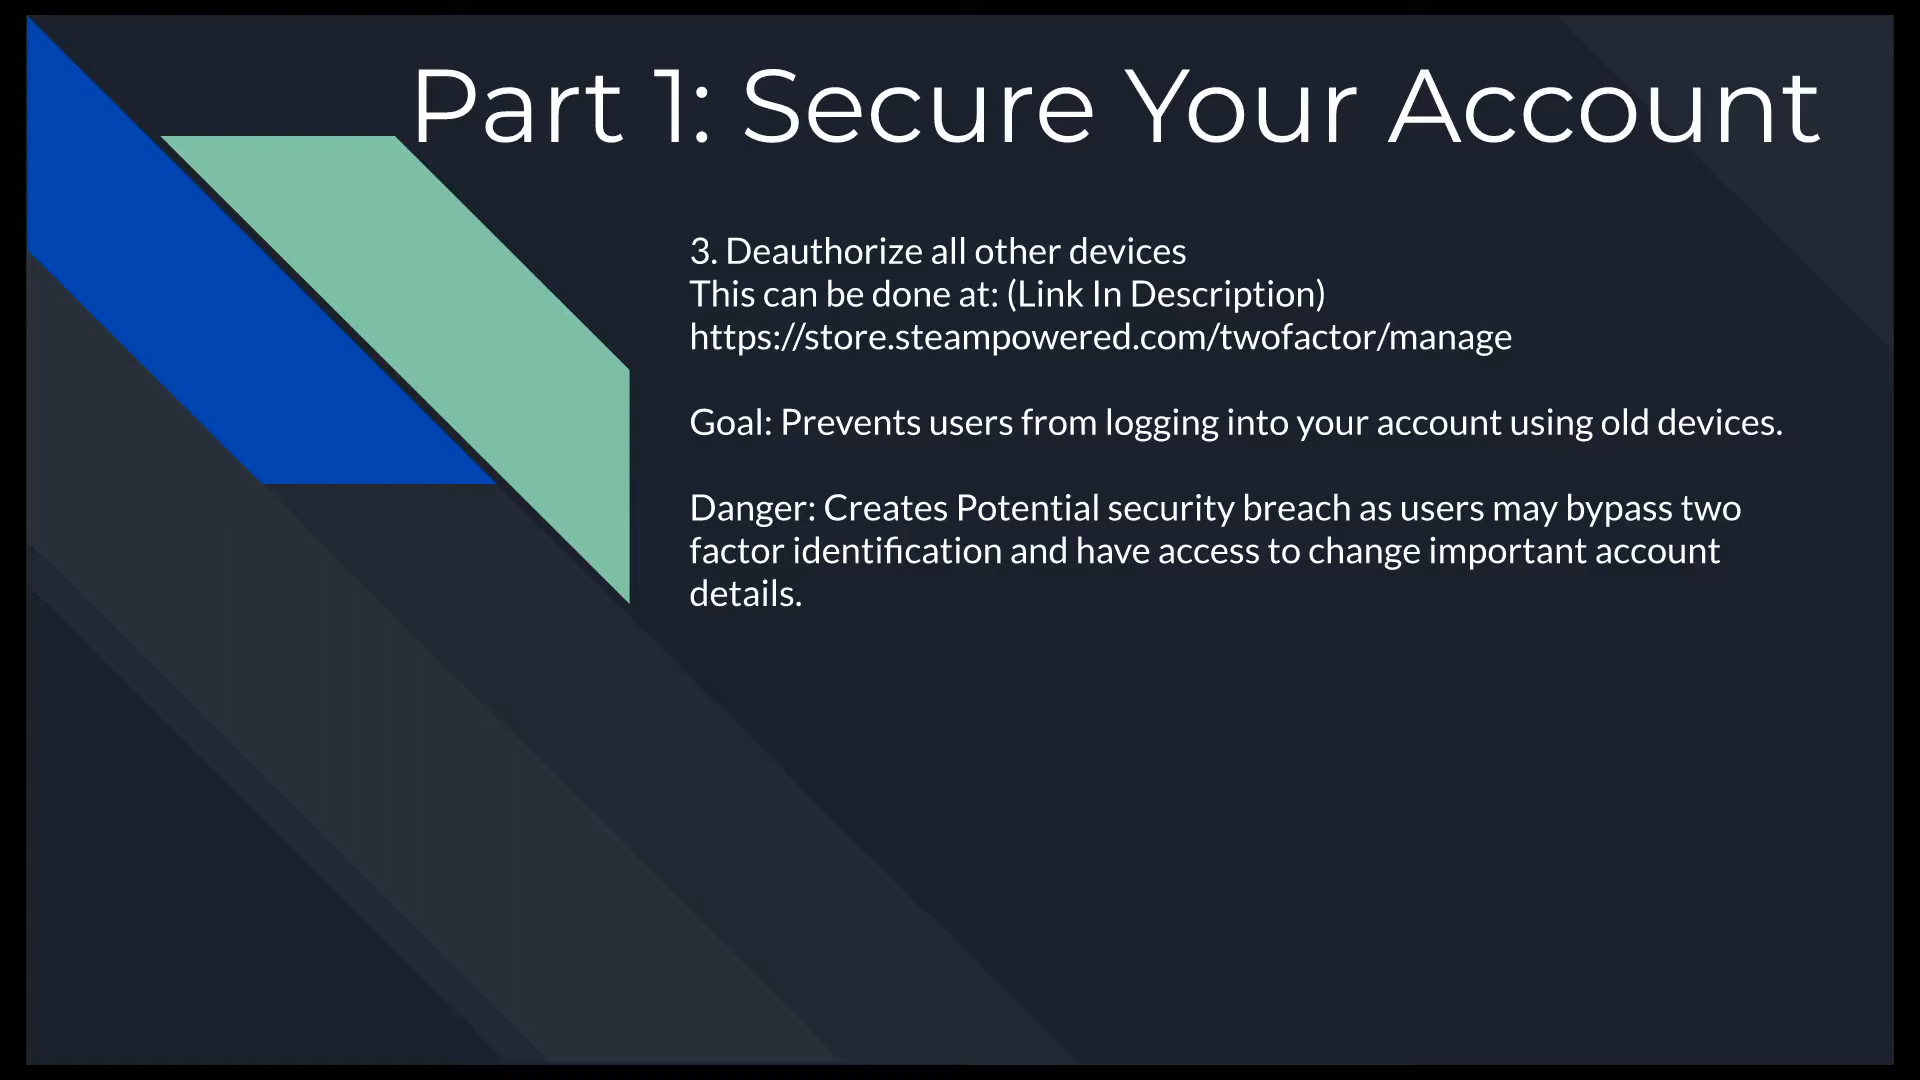 Part 1: Secure Your Account
3. Deauthorize all other devices
This can be done at: (Link In Description)
https://store.steampowered.com/twofactor/manage
Goal: Prevents users from logging into your account using old devices.
Danger: Creates Potential security breach as users may bypass two
factor identification and have access to change important account
details.